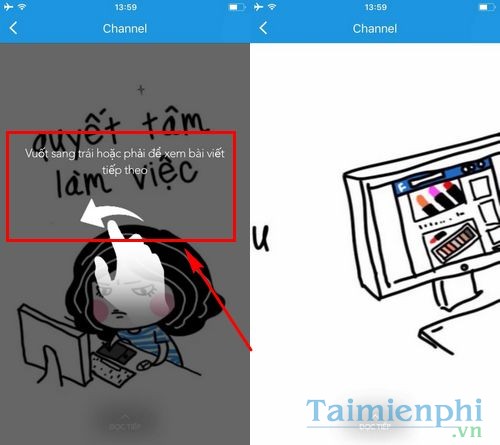 13:59
Channel
quyết tâm
Vuốt sang trái hoặc phải để xem bài viết
tiếp theo
làm việc
ĐỌC TIẾP
13:59
Channel
u
F
ĐỌC TIẾP
Taimienphi
.vn